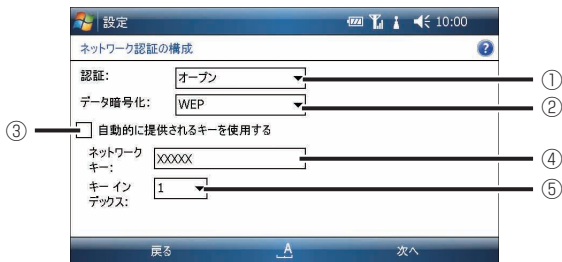 設定 10:00
ネットワーク認証の構成 ?
認証: オープン ①
データ暗号化: WEP ②
③ 自動的に提供されるキーを使用する
ネットワーク
キー: XXXXX ④
キー イン
デックス: 1 ⑤
戻る A 次へ